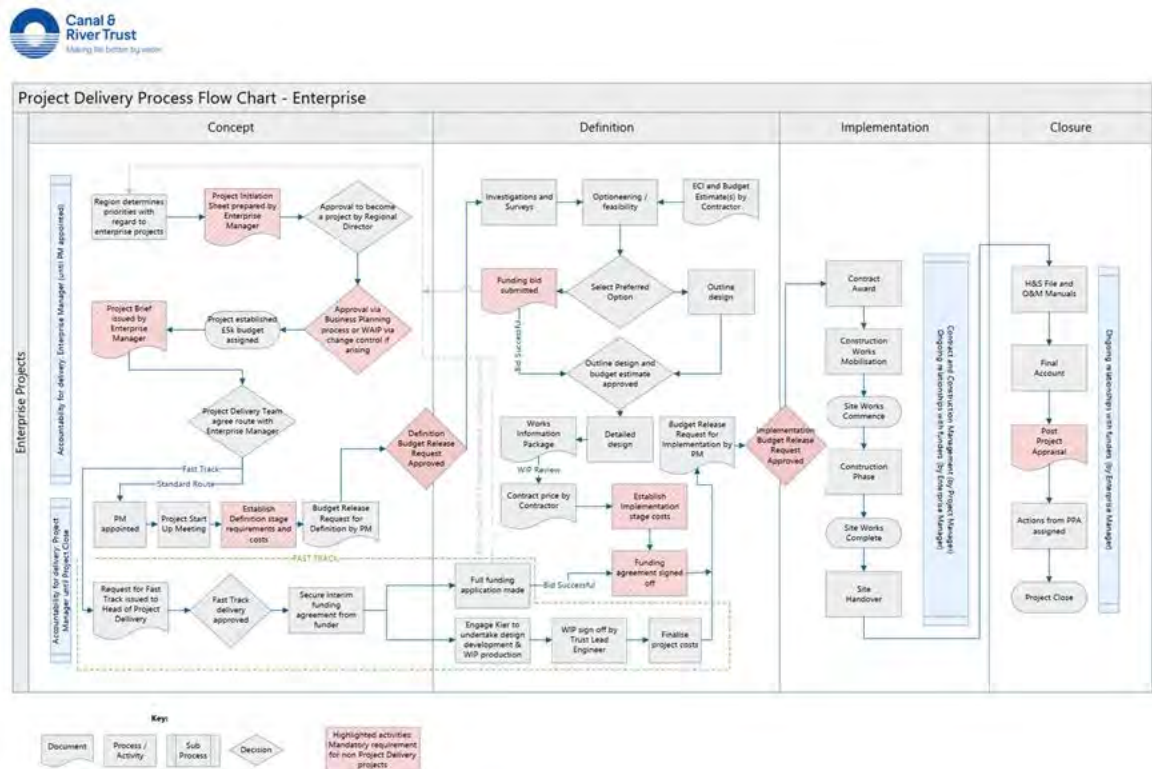 Canal &
River Trust
Making life better by water
Project Delivery Process Flow Chart - Enterprise
Concept
Definition
Implementation
Closure
Enterprise Projects
Accountability for delivery: Enterprise Manager (until PM appointed)
Accountability for delivery: Project
Manager until Project Close
Region determines
priorities with
regard to
enterprise projects
Project Initiation
Sheet prepared by
Enterprise
Manager
Approval to become
a project by Regional
Director
Project Brief
issued by
Enterprise
Manager
Project established
£5k budget
assigned
Approval via
Business Planning
process or WAIP via
change control if
arising
Project Delivery Team
agree route with
Enterprise Manager
Fast Track
Standard Route
PM
appointed
Project Start
Up Meeting
Establish
Definition stage
requirements and
costs
Budget Release
Request for
Definition by PM
Definition
Budget Release
Request
Approved
FAST TRACK
Request for Fast
Track issued to
Head of Project
Delivery
Fast Track
delivery
approved
Secure interim
funding
agreement from
funder
Investigations and
Surveys
Optioneering /
feasibility
ECI and Budget
Estimate(s) by
Contractor
Funding bid
submitted
Select Preferred
Option
Outline
design
Bid Successful
Outline design and
budget estimate
approved
Works
Information
Package
Detailed
design
Budget Release
Request for
Implementation by
PM
WIP Review
Contract price by
Contractor
Establish
Implementation
stage costs
Full funding
application made
Bid Successful
Funding
agreement signed
off
Engage Kier to
undertake design
development &
WIP production
WIP sign off by
Trust Lead
Engineer
Finalise
project costs
Implementation
Budget Release
Request
Approved
Contract
Award
Construction
Works
Mobilisation
Site Works
Commence
Construction
Phase
Site Works
Complete
Site
Handover
Contract and Construction Management (by Project Manager)
Ongoing relationships with funders (by Enterprise Manager)
H&S File and
O&M Manuals
Final
Account
Post
Project
Appraisal
Actions from PPA
assigned
Project Close
Ongoing relationships with funders (by Enterprise Manager)
Key:
Document
Process /
Activity
Sub
Process
Decision
Highlighted activities
Mandatory requirement
for non Project Delivery
projects